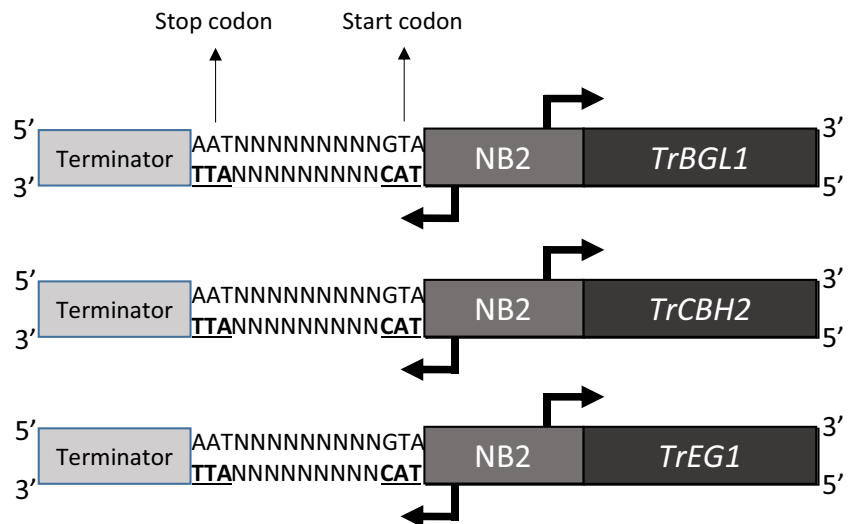 Stop codon Start codon
5’ AATNNNNNNNNNGTA 3’
Terminator NB2 TrBGL1
3’ TTANNNNNNNNNCAT 5’
5’ AATNNNNNNNNNGTA 3’
Terminator NB2 TrCBH2
3’ TTANNNNNNNNNCAT 5’
5’ AATNNNNNNNNNGTA 3’
Terminator NB2 TrEG1
3’ TTANNNNNNNNNCAT 5’